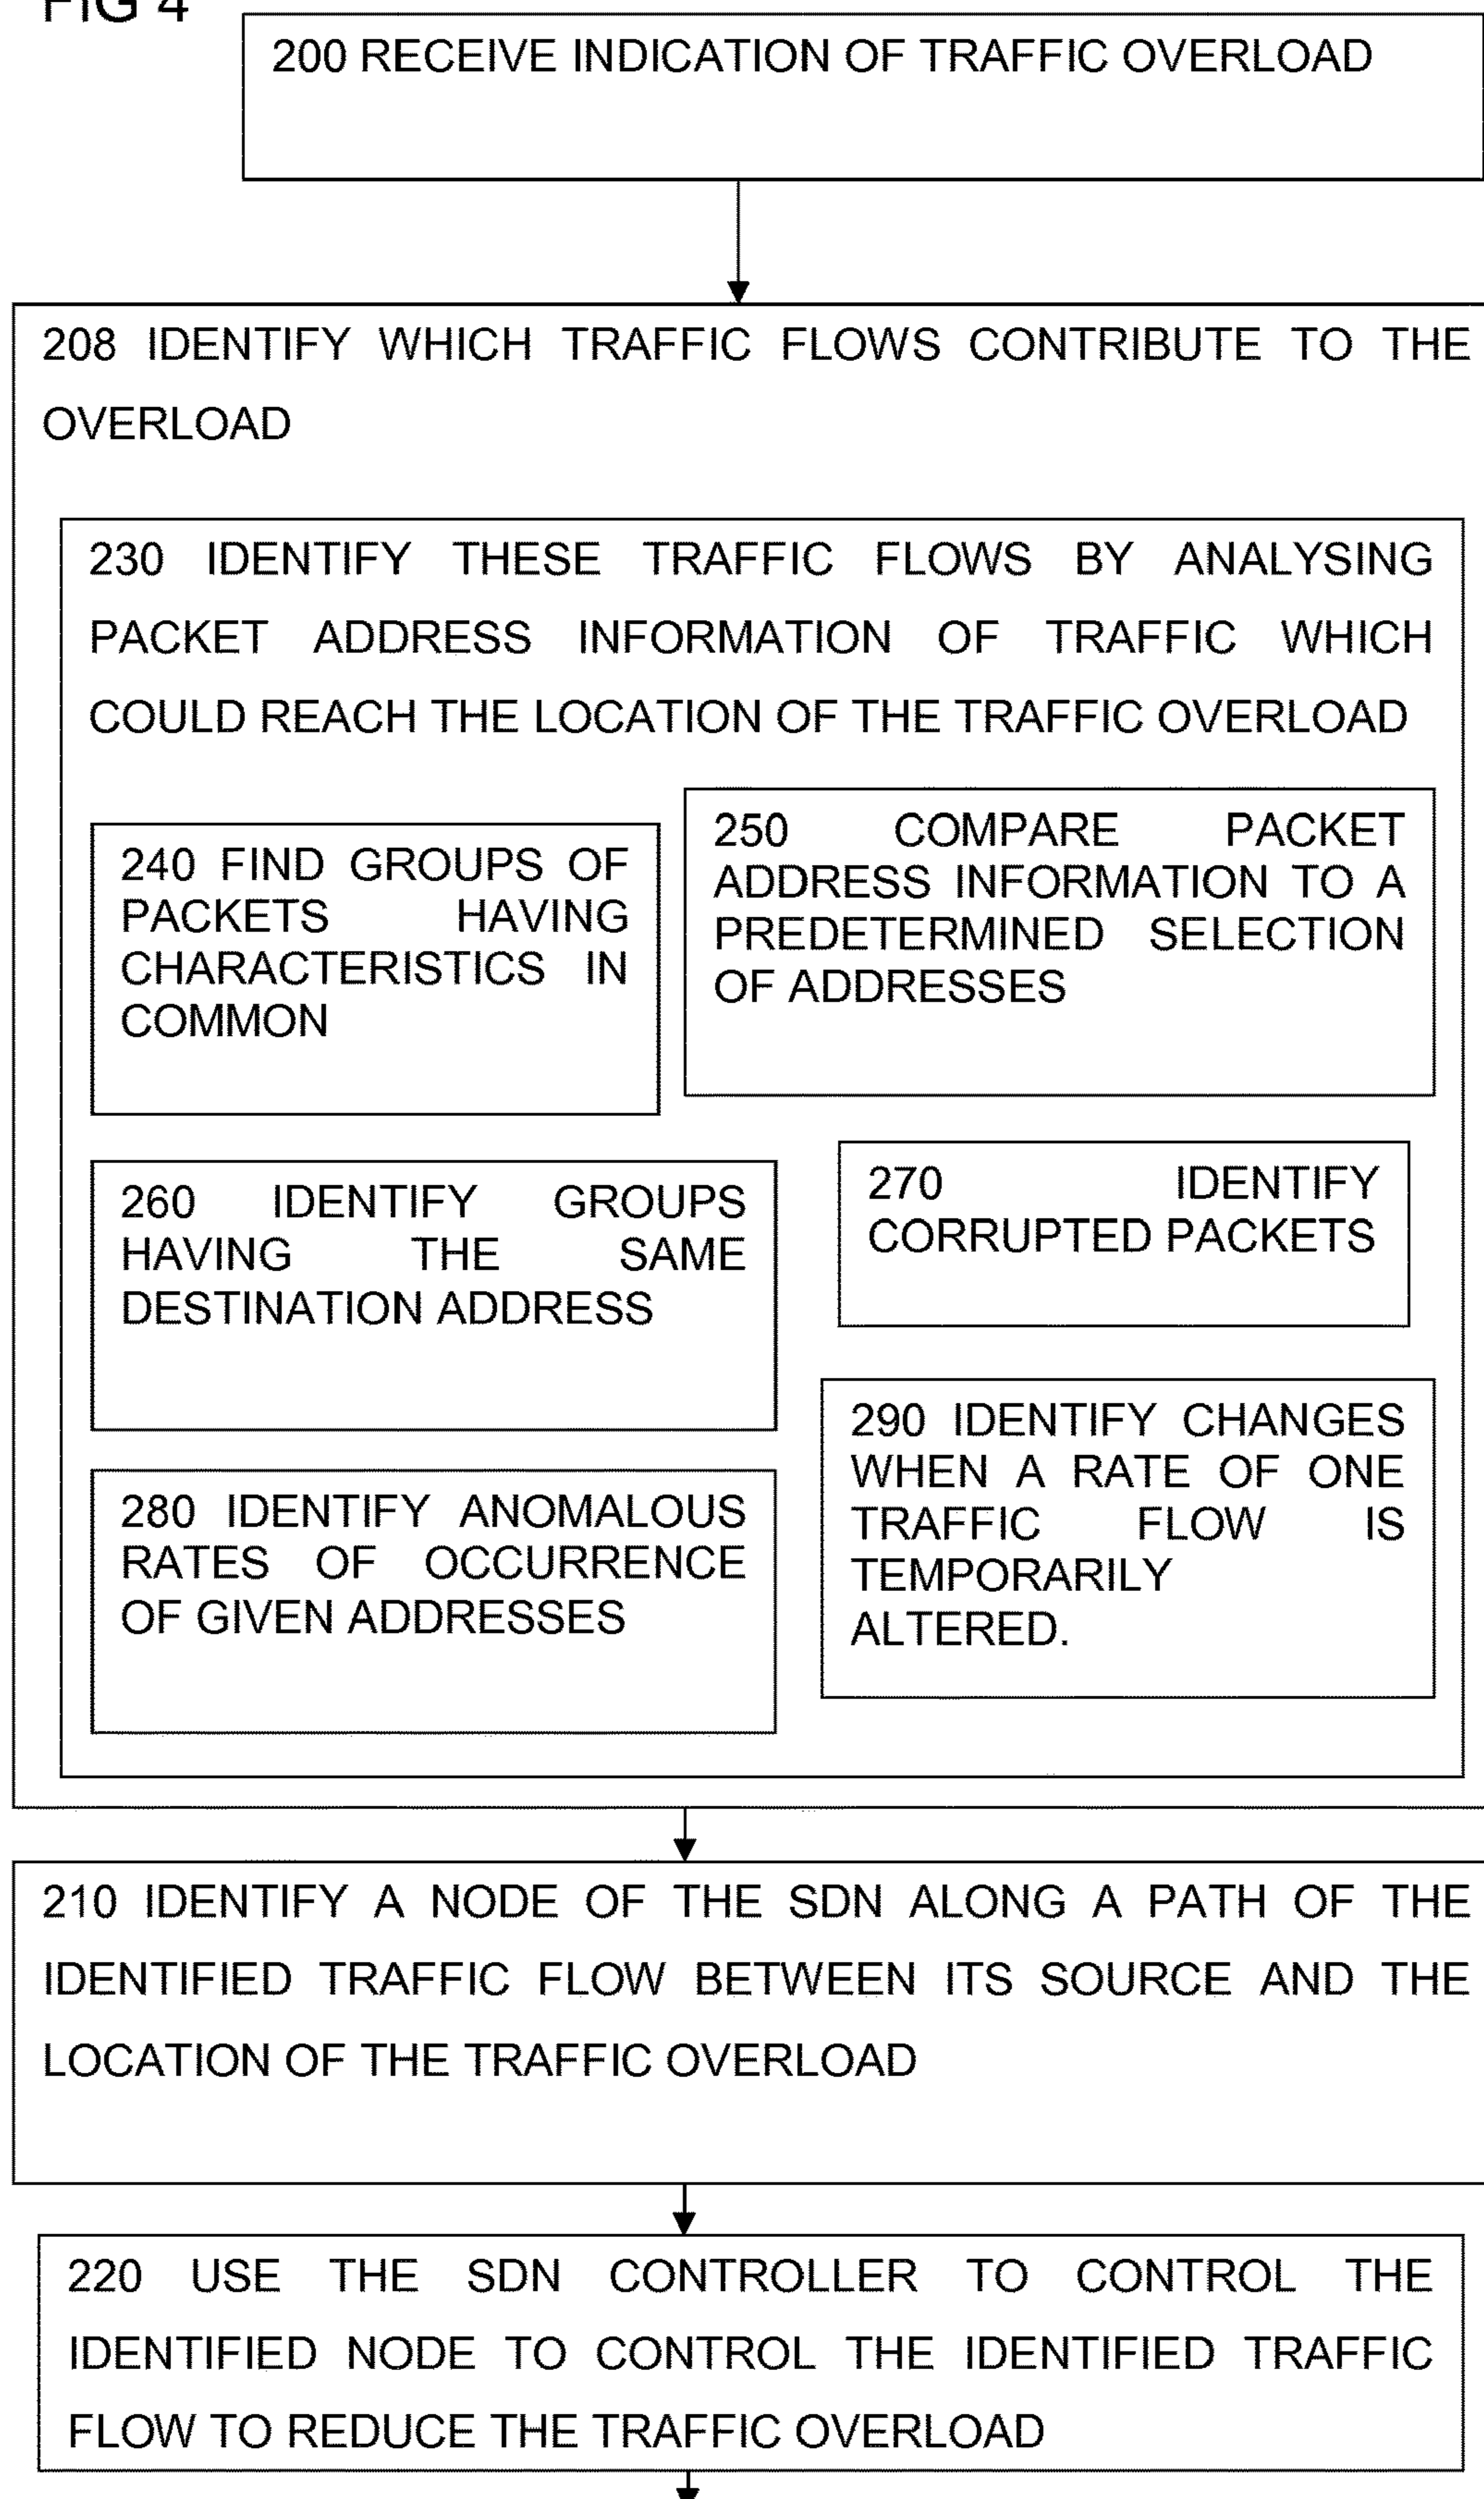 FIG 4
200 RECEIVE INDICATION OF TRAFFIC OVERLOAD
208 IDENTIFY WHICH TRAFFIC FLOWS CONTRIBUTE TO THE
OVERLOAD
230 IDENTIFY THESE TRAFFIC FLOWS BY ANALYSING
PACKET ADDRESS INFORMATION OF TRAFFIC WHICH
COULD REACH THE LOCATION OF THE TRAFFIC OVERLOAD
240 FIND GROUPS OF
PACKETS HAVING
CHARACTERISTICS IN
COMMON
250 COMPARE PACKET
ADDRESS INFORMATION TO A
PREDETERMINED SELECTION
OF ADDRESSES
260 IDENTIFY GROUPS
HAVING THE SAME
DESTINATION ADDRESS
270 IDENTIFY
CORRUPTED PACKETS
280 IDENTIFY ANOMALOUS
RATES OF OCCURRENCE
OF GIVEN ADDRESSES
290 IDENTIFY CHANGES
WHEN A RATE OF ONE
TRAFFIC FLOW IS
TEMPORARILY
ALTERED.
210 IDENTIFY A NODE OF THE SDN ALONG A PATH OF THE
IDENTIFIED TRAFFIC FLOW BETWEEN ITS SOURCE AND THE
LOCATION OF THE TRAFFIC OVERLOAD
220 USE THE SDN CONTROLLER TO CONTROL THE
IDENTIFIED NODE TO CONTROL THE IDENTIFIED TRAFFIC
FLOW TO REDUCE THE TRAFFIC OVERLOAD